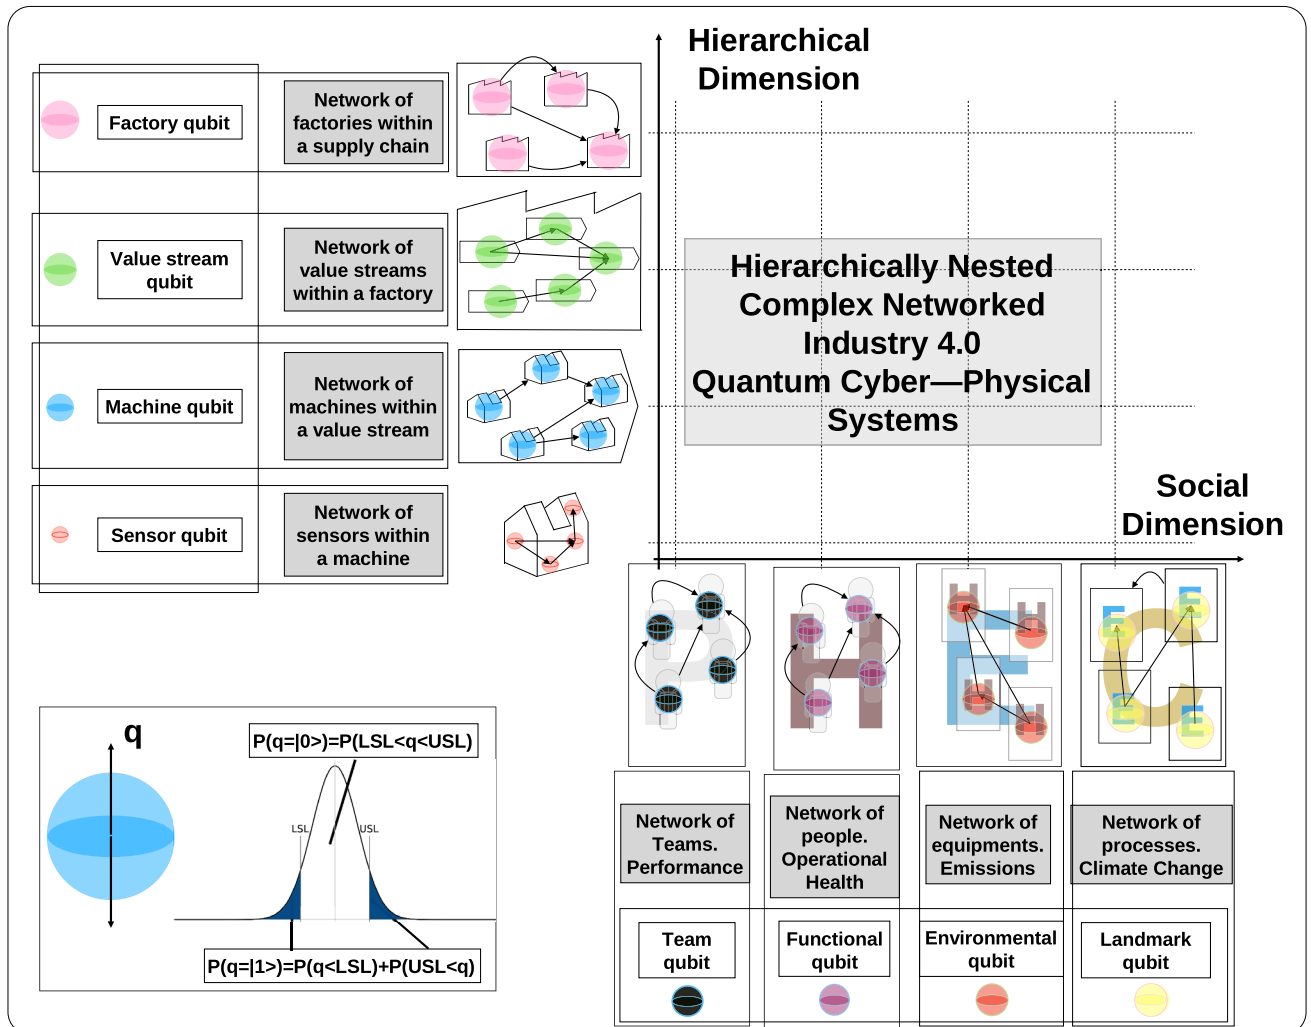 Hierarchical
Dimension
Factory qubit
Network of
factories within
a supply chain
Value stream
qubit
Network of
value streams
within a factory
Hierarchically Nested
Complex Networked
Industry 4.0
Quantum Cyber—Physical
Systems
Machine qubit
Network of
machines within
a value stream
Sensor qubit
Network of
sensors within
a machine
Social
Dimension
P
H
E
H
H
H
H
C
E
E
E
E
q
P(q=|0>)=P(LSL<q<USL)
LSL
USL
P(q=|1>)=P(q<LSL)+P(USL<q)
Network of
Teams.
Performance
Network of
people.
Operational
Health
Network of
equipments.
Emissions
Network of
processes.
Climate Change
Team
qubit
Functional
qubit
Environmental
qubit
Landmark
qubit